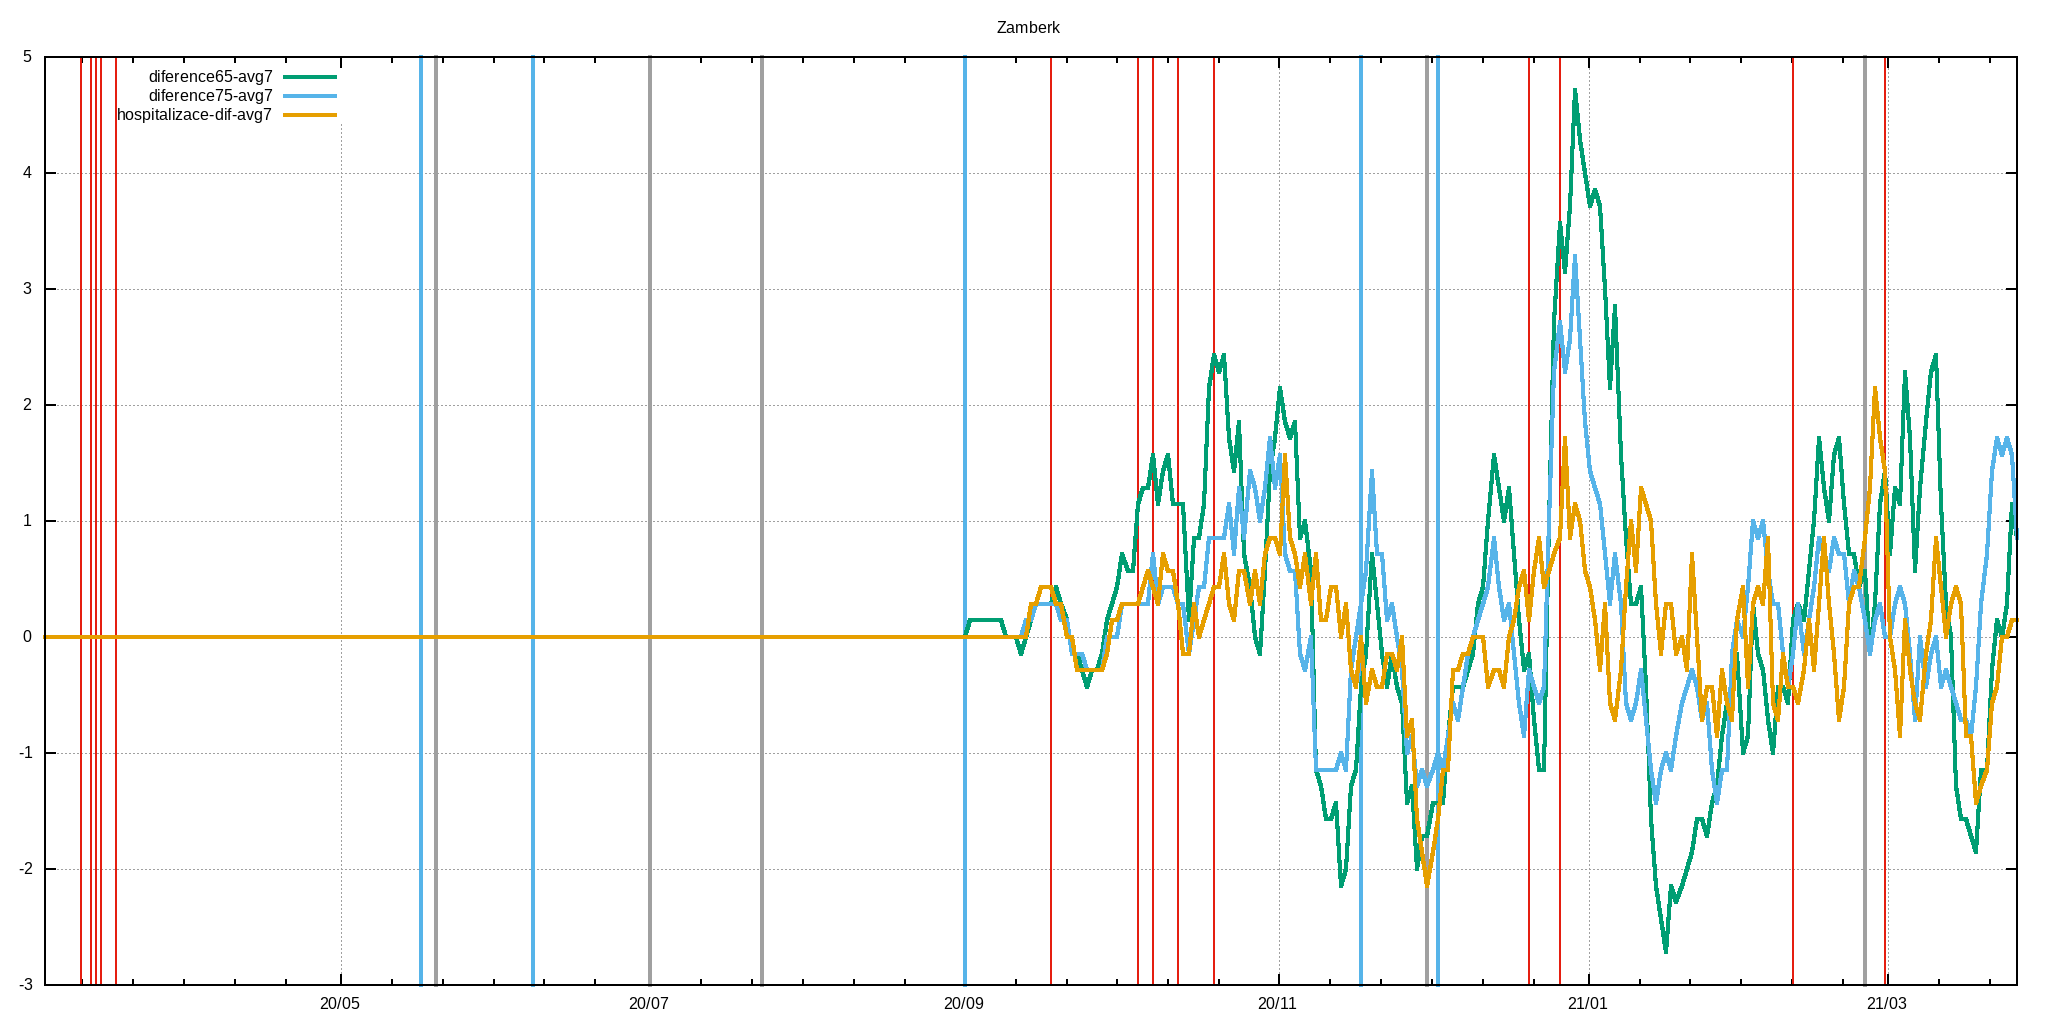 Zamberk
diference65-avg7
diference75-avg7
hospitalizace-dif-avg7
5
4
3
2
1
0
-1
-2
-3
20/05 20/07 20/09 20/11 21/01 21/03